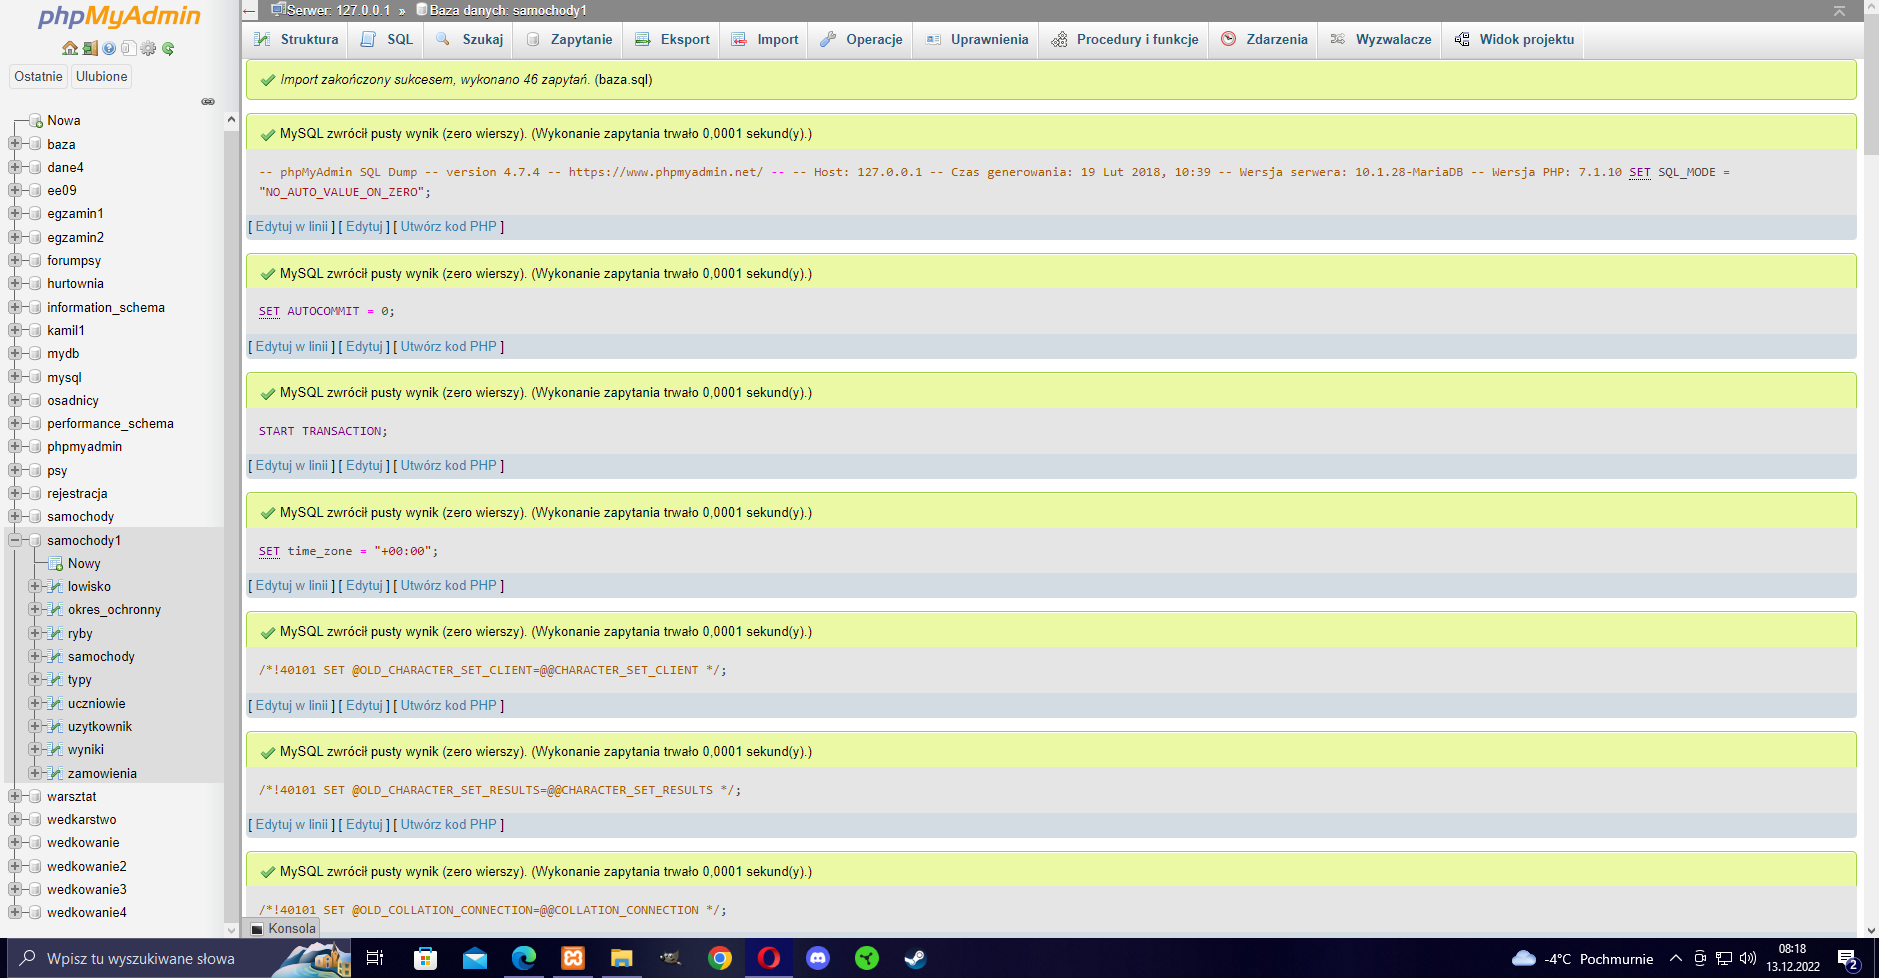 phpMyAdmin
Ostatnie Ulubione
Nowa
baza
dane4
ee09
egzamin1
egzamin2
forumpsy
hurtownia
information_schema
kamil1
mydb
mysql
osadnicy
performance_schema
phpmyadmin
psy
rejestracja
samochody
samochody1
Nowy
lowisko
okres_ochronny
ryby
samochody
typy
uczniowie
uzytkownik
wyniki
zamowienia
warsztat
wedkarstwo
wedkowanie
wedkowanie2
wedkowanie3
wedkowanie4
Serwer: 127.0.0.1 » Baza danych: samochody1
Struktura SQL Szukaj Zapytanie Eksport Import Operacje Uprawnienia Procedury i funkcje Zdarzenia Wyzwalacze Widok projektu
Import zakończony sukcesem, wykonano 46 zapytań. (baza.sql)
MySQL zwrócił pusty wynik (zero wierszy). (Wykonanie zapytania trwało 0,0001 sekund(y).)
-- phpMyAdmin SQL Dump -- version 4.7.4 -- https://www.phpmyadmin.net/ -- -- Host: 127.0.0.1 -- Czas generowania: 19 Lut 2018, 10:39 -- Wersja serwera: 10.1.28-MariaDB -- Wersja PHP: 7.1.10 SET SQL_MODE =
"NO_AUTO_VALUE_ON_ZERO";
[ Edytuj w linii ] [ Edytuj ] [ Utwórz kod PHP ]
MySQL zwrócił pusty wynik (zero wierszy). (Wykonanie zapytania trwało 0,0001 sekund(y).)
SET AUTOCOMMIT = 0;
[ Edytuj w linii ] [ Edytuj ] [ Utwórz kod PHP ]
MySQL zwrócił pusty wynik (zero wierszy). (Wykonanie zapytania trwało 0,0001 sekund(y).)
START TRANSACTION;
[ Edytuj w linii ] [ Edytuj ] [ Utwórz kod PHP ]
MySQL zwrócił pusty wynik (zero wierszy). (Wykonanie zapytania trwało 0,0001 sekund(y).)
SET time_zone = "+00:00";
[ Edytuj w linii ] [ Edytuj ] [ Utwórz kod PHP ]
MySQL zwrócił pusty wynik (zero wierszy). (Wykonanie zapytania trwało 0,0001 sekund(y).)
/*!40101 SET @OLD_CHARACTER_SET_CLIENT=@@CHARACTER_SET_CLIENT */;
[ Edytuj w linii ] [ Edytuj ] [ Utwórz kod PHP ]
MySQL zwrócił pusty wynik (zero wierszy). (Wykonanie zapytania trwało 0,0001 sekund(y).)
/*!40101 SET @OLD_CHARACTER_SET_RESULTS=@@CHARACTER_SET_RESULTS */;
[ Edytuj w linii ] [ Edytuj ] [ Utwórz kod PHP ]
MySQL zwrócił pusty wynik (zero wierszy). (Wykonanie zapytania trwało 0,0001 sekund(y).)
/*!40101 SET @OLD_COLLATION_CONNECTION=@@COLLATION_CONNECTION */;
Konsola
Wpisz tu wyszukiwane słowa
-4°C Pochmurnie
08:18
13.12.2022
2